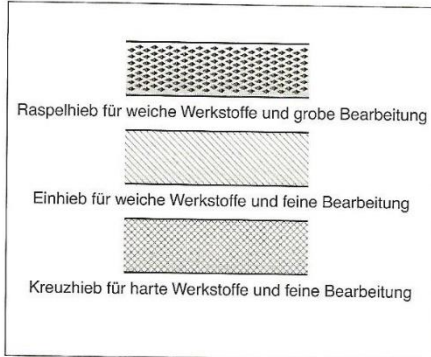 Raspelhieb für weiche Werkstoffe und grobe Bearbeitung
Einhieb für weiche Werkstoffe und feine Bearbeitung
Kreuzhieb für harte Werkstoffe und feine Bearbeitung